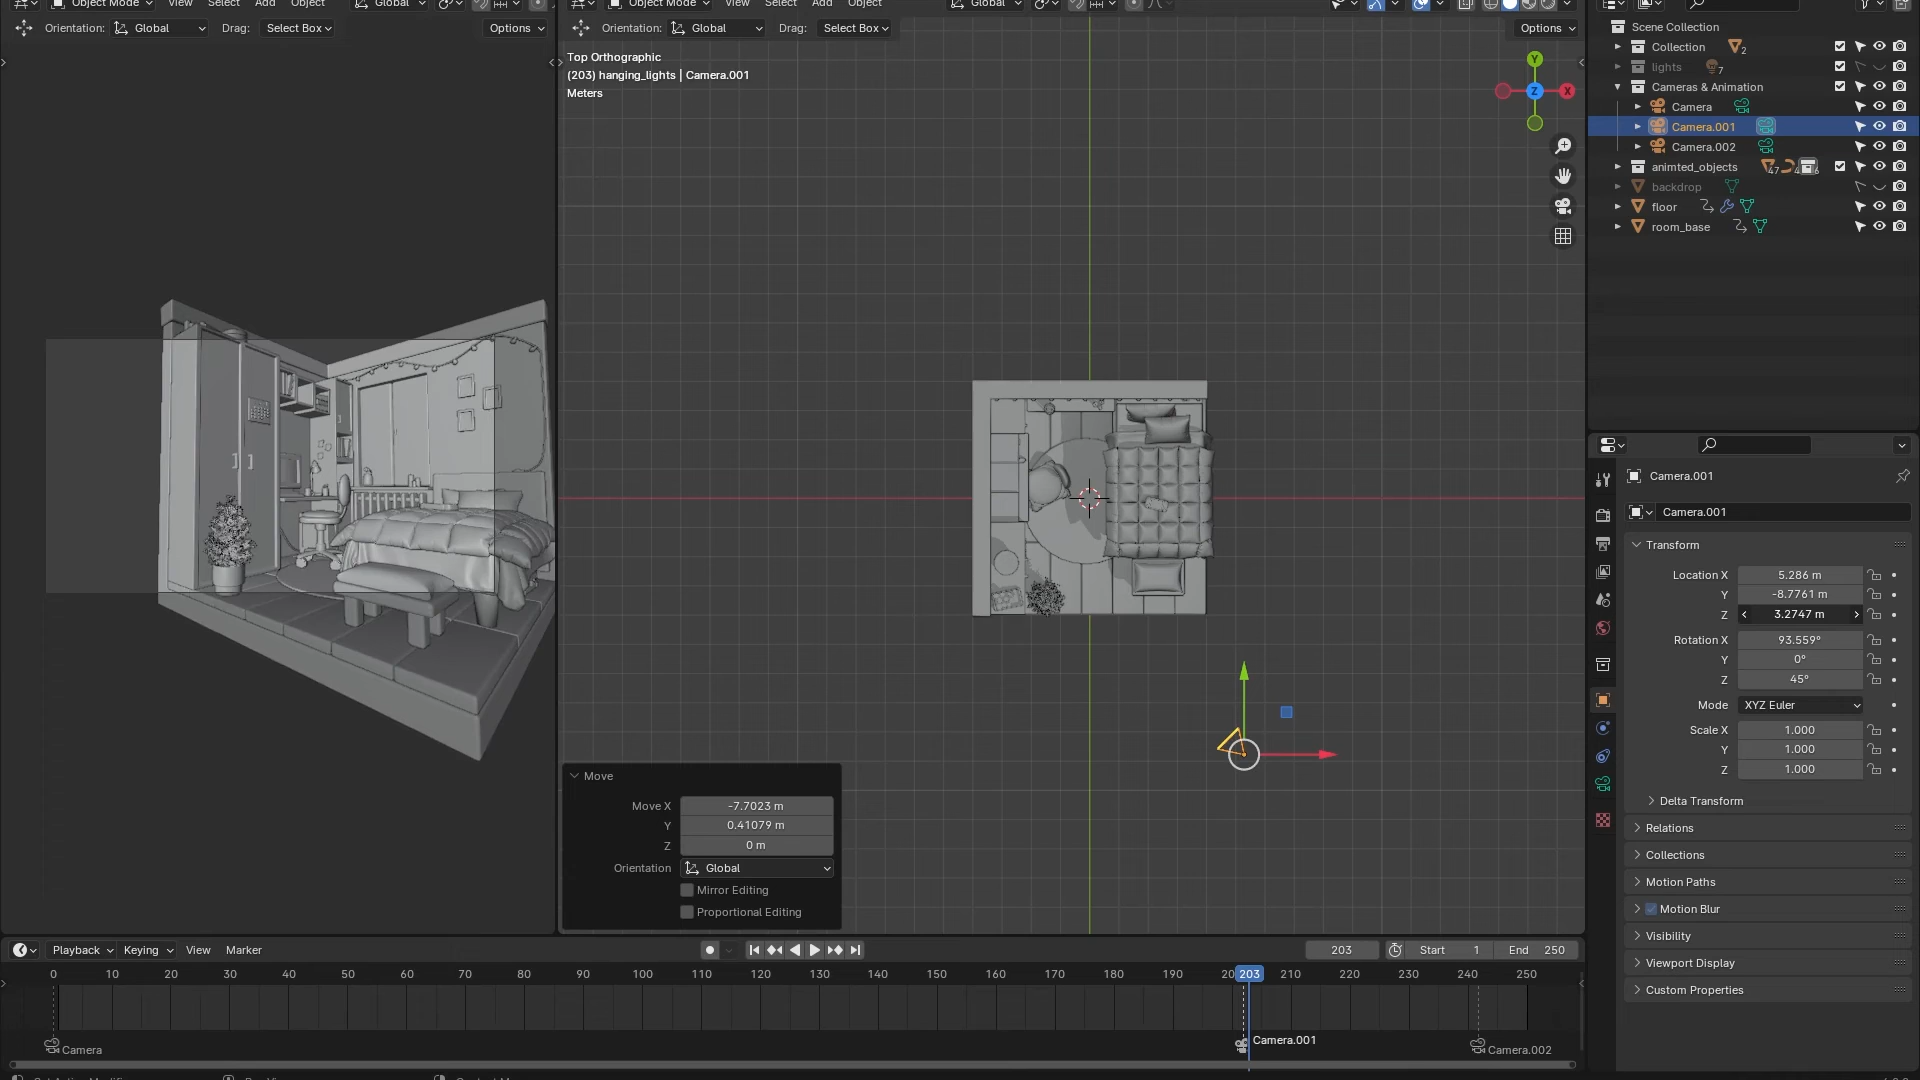 Object Mode View Select Add Object Global
Object Mode View Select Add Object Global
Orientation: Global Drag: Select Box Options
Orientation: Global Drag: Select Box Options
Top Orthographic
(203) hanging_lights | Camera.001
Meters
Y
Z
X
Scene Collection
Collection 2
lights 7
Cameras & Animation
Camera
Camera.001
Camera.002
animted_objects 47 4 6
backdrop
floor
room_base
Camera.001
Camera.001
Transform
Location X 5.286 m
Y -8.7761 m
Z 3.2747 m
Rotation X 93.559°
Y 0°
Z 45°
Mode XYZ Euler
Scale X 1.000
Y 1.000
Z 1.000
Delta Transform
Relations
Collections
Motion Paths
Motion Blur
Visibility
Viewport Display
Custom Properties
Move
Move X -7.7023 m
Y 0.41079 m
Z 0 m
Orientation Global
Mirror Editing
Proportional Editing
Playback Keying View Marker 203 Start 1 End 250
0 10 20 30 40 50 60 70 80 90 100 110 120 130 140 150 160 170 180 190 20 203 210 220 230 240 250
Camera Camera.001 Camera.002